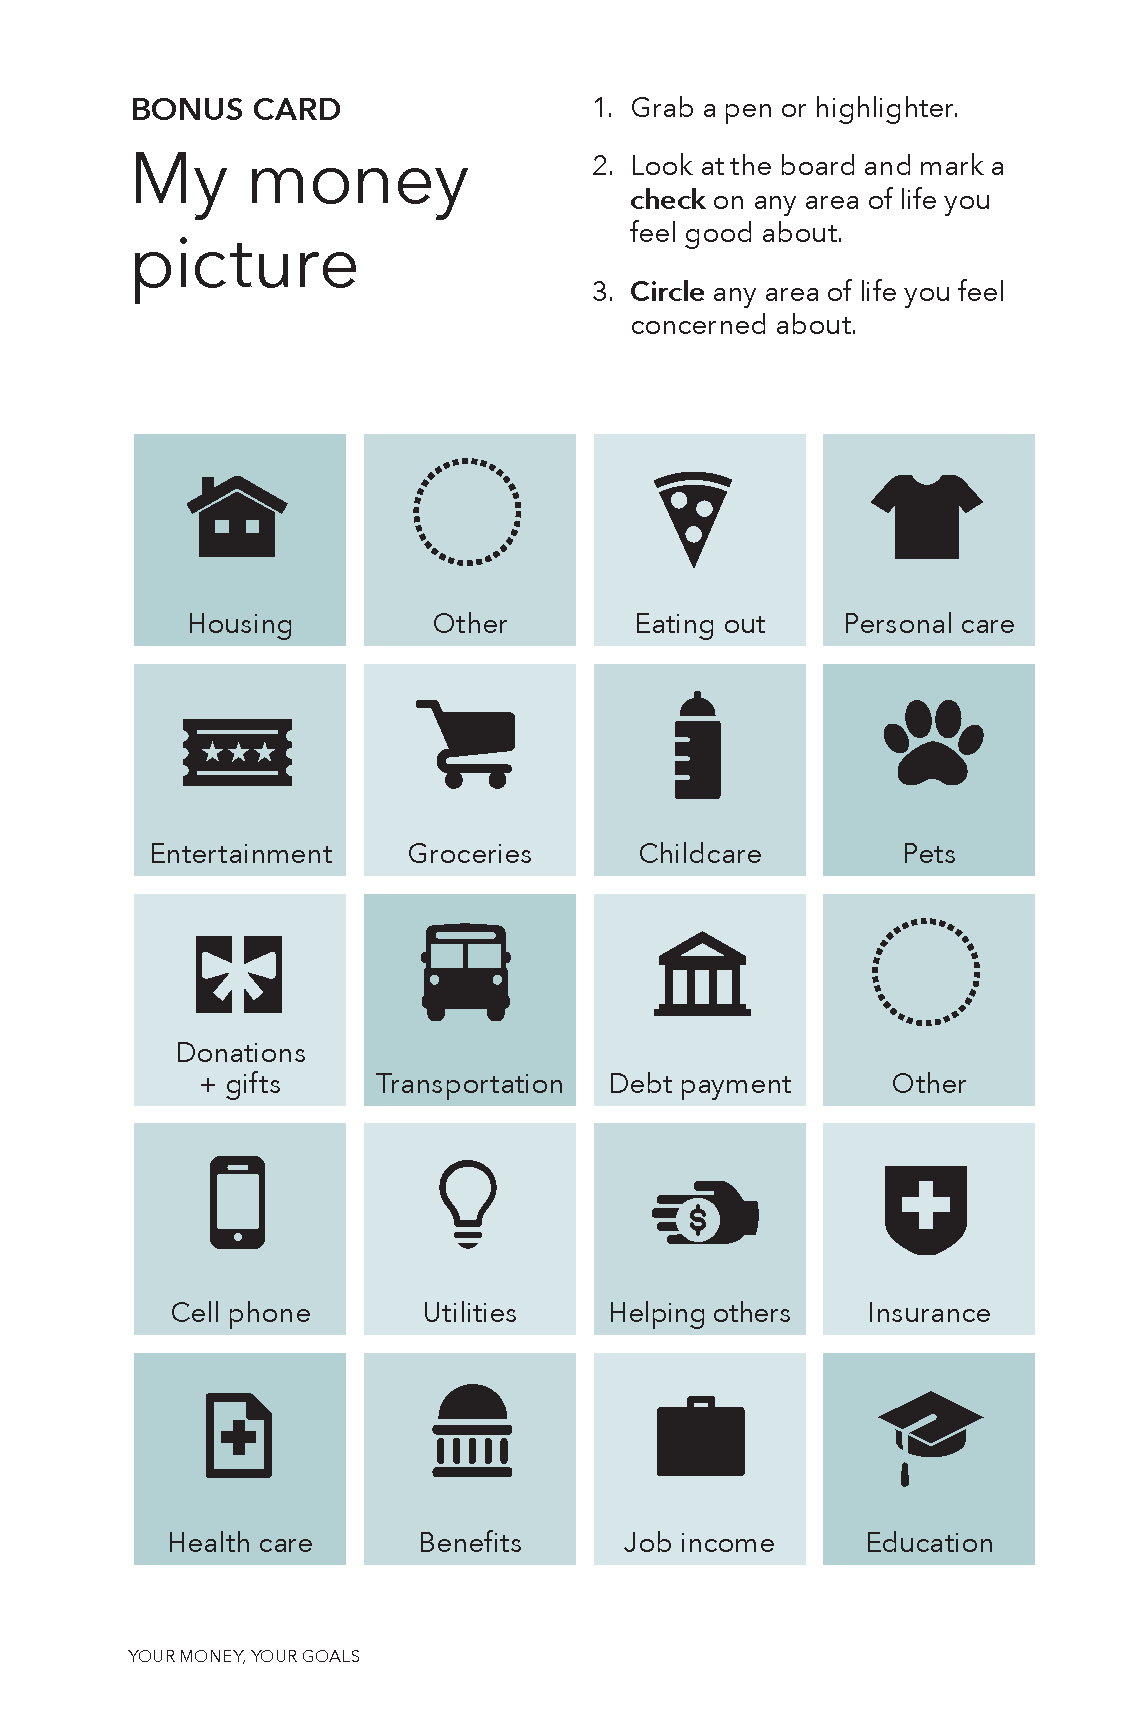 BONUS CARD
My money
picture
1. Grab a pen or highlighter.
2. Look at the board and mark a
check on any area of life you
feel good about.
3. Circle any area of life you feel
concerned about.
Housing
Other
Eating out
Personal care
Entertainment
Groceries
Childcare
Pets
Donations
+ gifts
Transportation
Debt payment
Other
Cell phone
Utilities
$
Helping others
Insurance
Health care
Benefits
Job income
Education
YOUR MONEY, YOUR GOALS